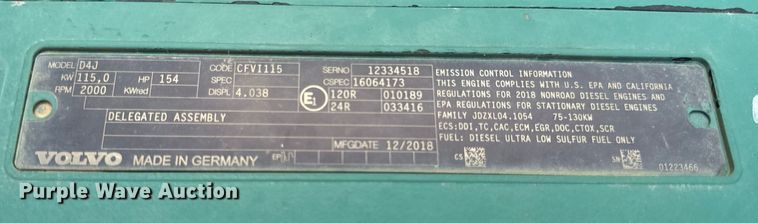 MODEL D4J CODE CFVI115 SERNO 12334518
KW 115,0 HP 154 SPEC CSPEC 16064173
RPM 2000 KWred DISPL 4.038 120R 010189
24R 033416
E1
DELEGATED ASSEMBLY
MFGDATE 12/2018
VOLVO MADE IN GERMANY EP
EMISSION CONTROL INFORMATION
THIS ENGINE COMPLIES WITH U.S. EPA AND CALIFORNIA
REGULATIONS FOR 2018 NONROAD DIESEL ENGINES AND
EPA REGULATIONS FOR STATIONARY DIESEL ENGINES
FAMILY JDZXL04.1054 75-130KW
ECS:DDI,TC,CAC,ECM,EGR,DOC,CTOX,SCR
FUEL: DIESEL ULTRA LOW SULFUR FUEL ONLY
CS SN
01223466
Purple Wave Auction